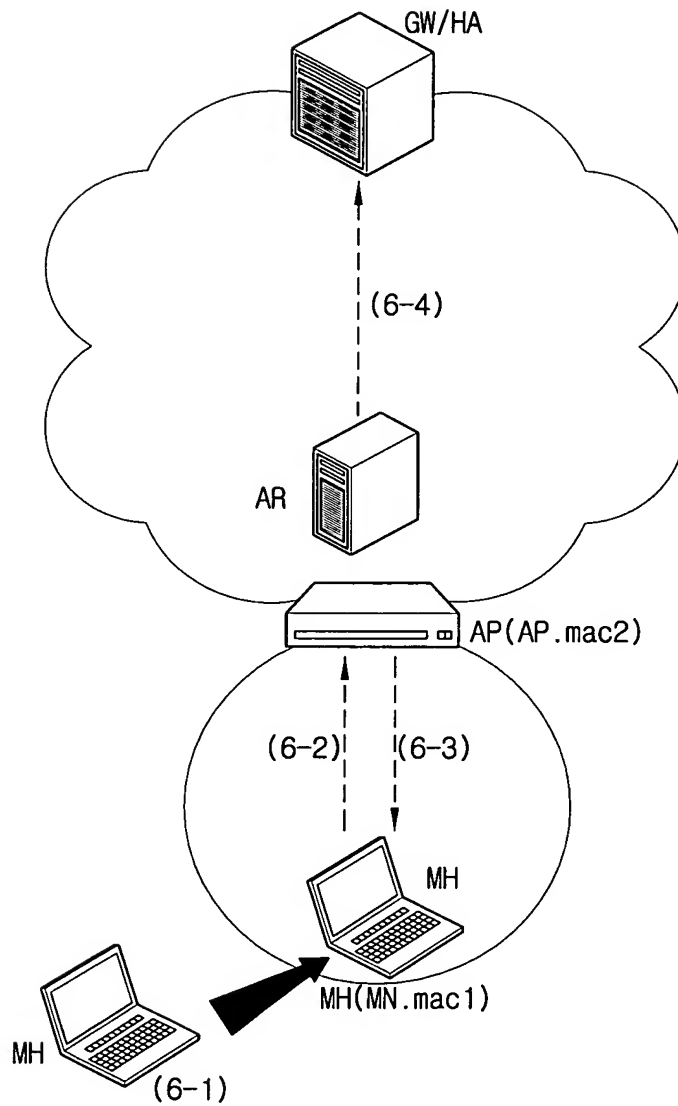 GW/HA
(6-4)
AR
AP(AP.mac2)
(6-2)
(6-3)
MH
MH(MN.mac1)
MH
(6-1)